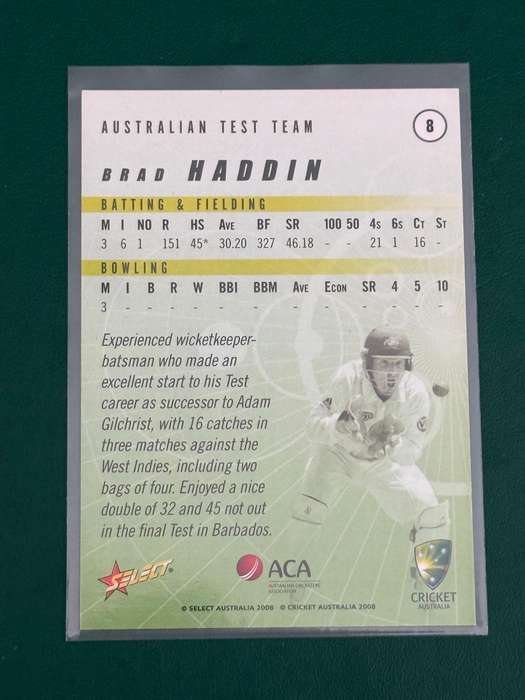 AUSTRALIAN TEST TEAM 8
BRAD HADDIN
BATTING & FIELDING
M I NO R HS AVE BF SR 100 50 4S 6S CT ST
3 6 1 151 45* 30.20 327 46.18 - - 21 1 16 -
BOWLING
M I B R W BBI BBM AVE ECON SR 4 5 10
3 - - - - - - - - - - - -
Experienced wicketkeeper-
batsman who made an
excellent start to his Test
career as successor to Adam
Gilchrist, with 16 catches in
three matches against the
West Indies, including two
bags of four. Enjoyed a nice
double of 32 and 45 not out
in the final Test in Barbados.
SELECT
ACA
AUSTRALIAN CRICKETERS'
ASSOCIATION
CRICKET
AUSTRALIA
© SELECT AUSTRALIA 2008 © CRICKET AUSTRALIA 2008